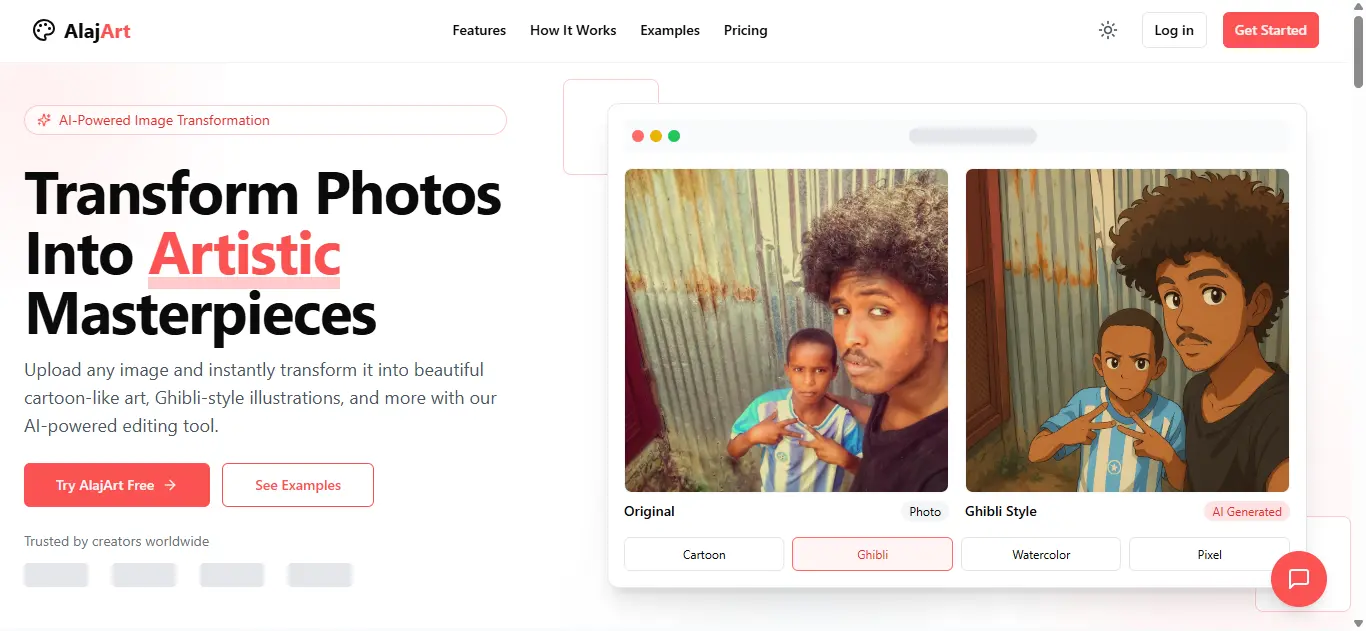 AlajArt
Features How It Works Examples Pricing
Log in
Get Started
AI-Powered Image Transformation
Transform Photos
Into Artistic
Masterpieces
Upload any image and instantly transform it into beautiful
cartoon-like art, Ghibli-style illustrations, and more with our
AI-powered editing tool.
Try AlajArt Free →
See Examples
Trusted by creators worldwide
Original
Photo
Ghibli Style
AI Generated
Cartoon
Ghibli
Watercolor
Pixel